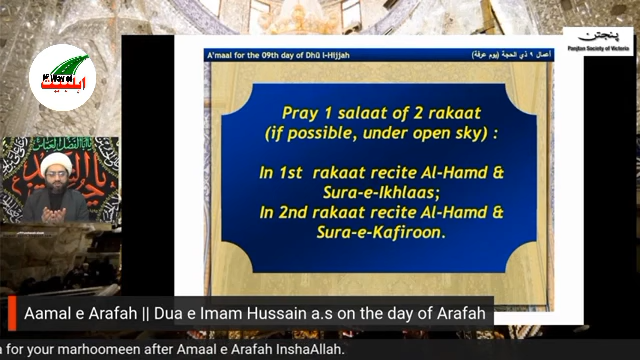 A'maal for the 09th day of Dhū l-Hijjah
أعمال ٩ ذي الحجة (يوم عرفة)
پنجتن
Panjtan Society of Victoria
Way of
Pray 1 salaat of 2 rakaat
(if possible, under open sky) :
In 1st rakaat recite Al-Hamd &
Sura-e-Ikhlaas;
In 2nd rakaat recite Al-Hamd &
Sura-e-Kafiroon.
Aamal e Arafah || Dua e Imam Hussain a.s on the day of Arafah
for your marhoomeen after Amaal e Arafah InshaAllah.